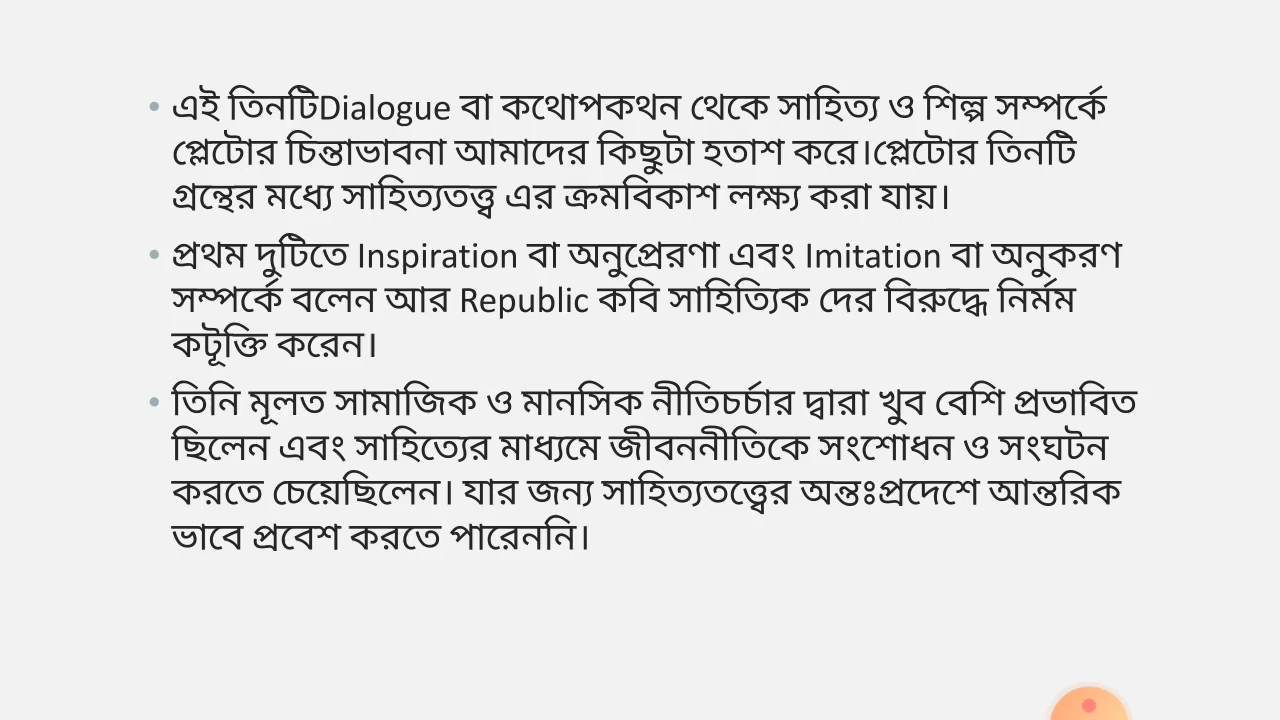 • এই তিনটিDialogue বা কথোপকথন থেকে সাহিত্য ও শিল্প সম্পর্কে
প্লেটোর চিন্তাভাবনা আমাদের কিছুটা হতাশ করে।প্লেটোর তিনটি
গ্রন্থের মধ্যে সাহিত্যতত্ত্ব এর ক্রমবিকাশ লক্ষ্য করা যায়।
• প্রথম দুটিতে Inspiration বা অনুপ্রেরণা এবং Imitation বা অনুকরণ
সম্পর্কে বলেন আর Republic কবি সাহিত্যিক দের বিরুদ্ধে নির্মম
কটূক্তি করেন।
• তিনি মূলত সামাজিক ও মানসিক নীতিচর্চার দ্বারা খুব বেশি প্রভাবিত
ছিলেন এবং সাহিত্যের মাধ্যমে জীবননীতিকে সংশোধন ও সংঘটন
করতে চেয়েছিলেন। যার জন্য সাহিত্যতত্ত্বের অন্তঃপ্রদেশে আন্তরিক
ভাবে প্রবেশ করতে পারেননি।